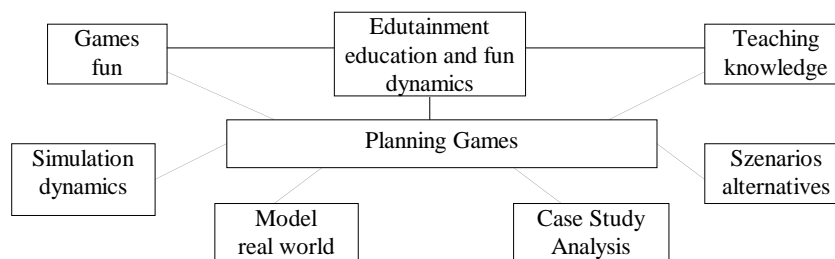 Games
fun
Edutainment
education and fun
dynamics
Teaching
knowledge
Planning Games
Simulation
dynamics
Szenarios
alternatives
Model
real world
Case Study
Analysis